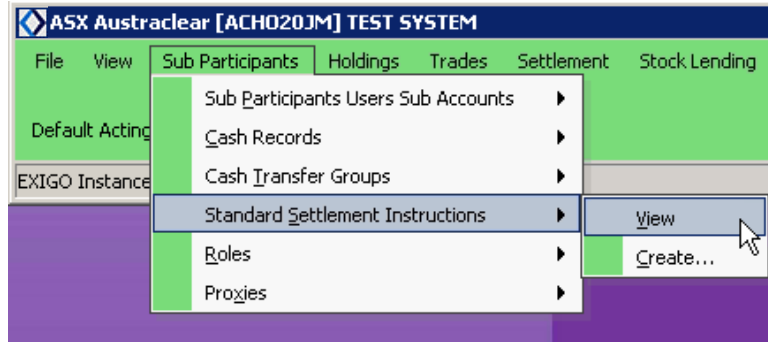 ASX Austraclear [ACHO20JM] TEST SYSTEM
File View Sub Participants Holdings Trades Settlement Stock Lending
Sub Participants Users Sub Accounts
Default Acting
Cash Records
EXIGO Instance
Cash Transfer Groups
Standard Settlement Instructions
View
Roles
Create...
Proxies